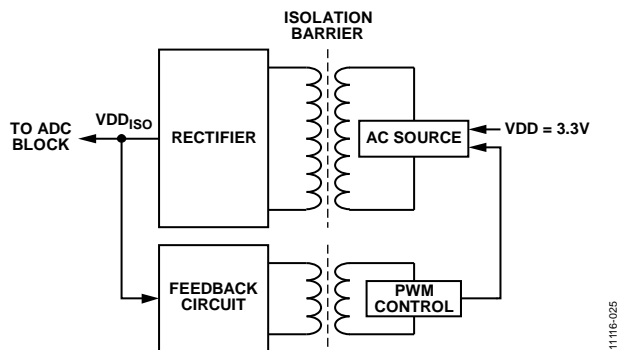 ISOLATION
BARRIER
TO ADC
BLOCK
VDDISO
RECTIFIER
AC SOURCE
VDD = 3.3V
FEEDBACK
CIRCUIT
PWM
CONTROL
11116-025